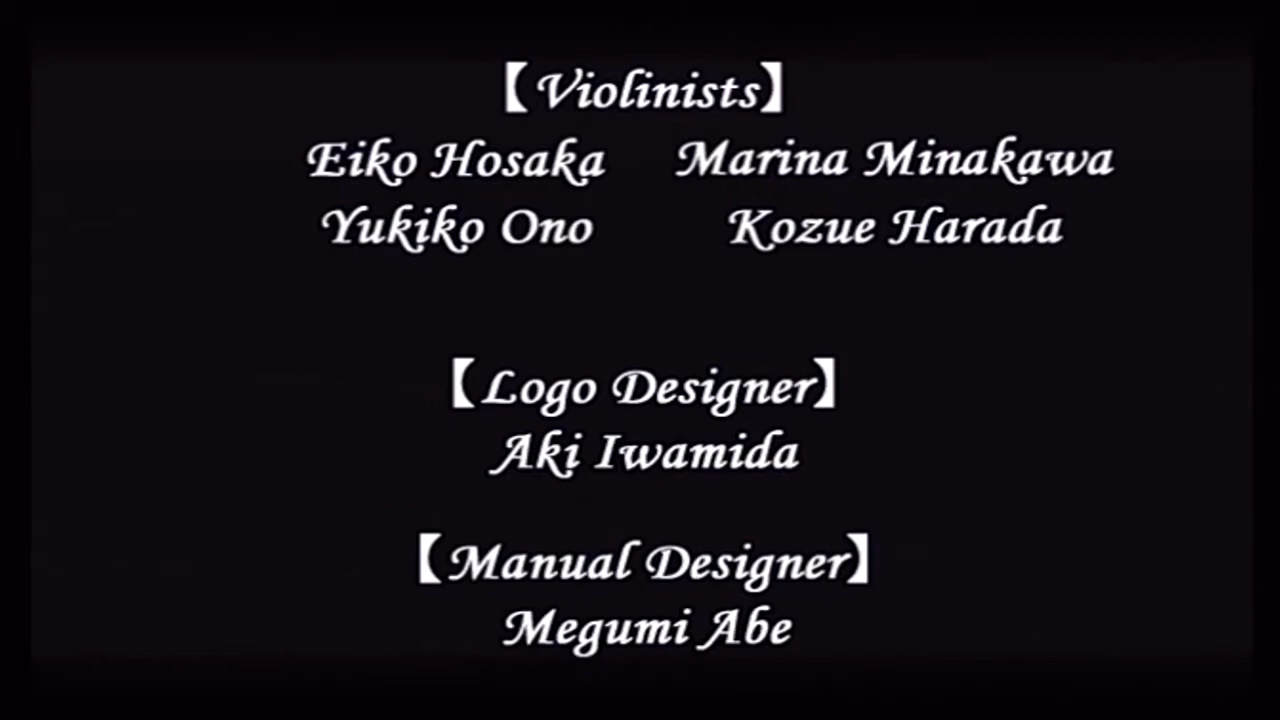 【Violinists】
Eiko Hosaka Marina Minakawa
Yukiko Ono Kozue Harada
【Logo Designer】
Aki Iwamida
【Manual Designer】
Megumi Abe